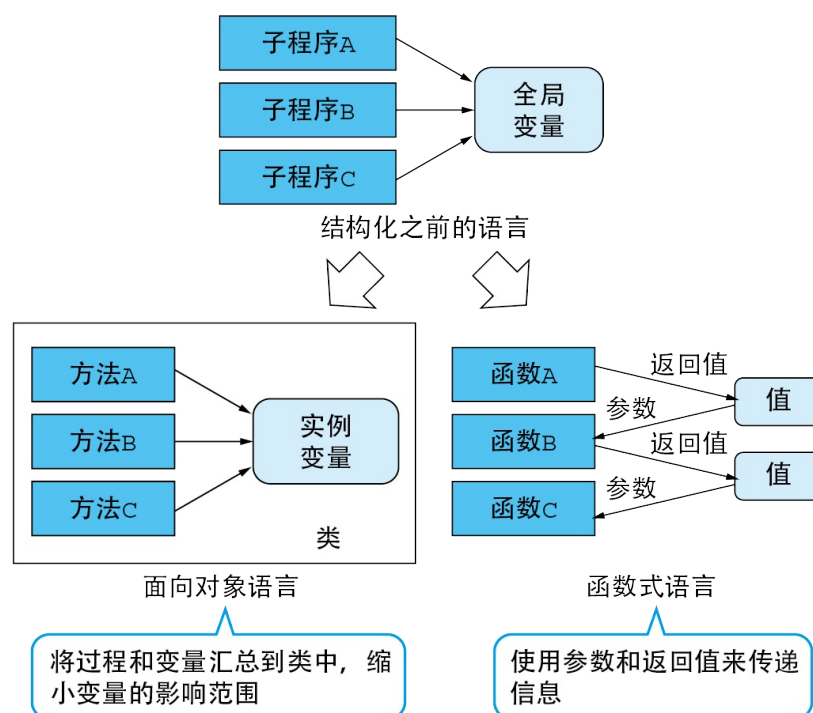 子程序A
子程序B
子程序C
全局
变量
结构化之前的语言
方法A
方法B
方法C
实例
变量
类
面向对象语言
将过程和变量汇总到类中，缩
小变量的影响范围
函数A
返回值
值
参数
函数B
返回值
值
参数
函数C
函数式语言
使用参数和返回值来传递
信息